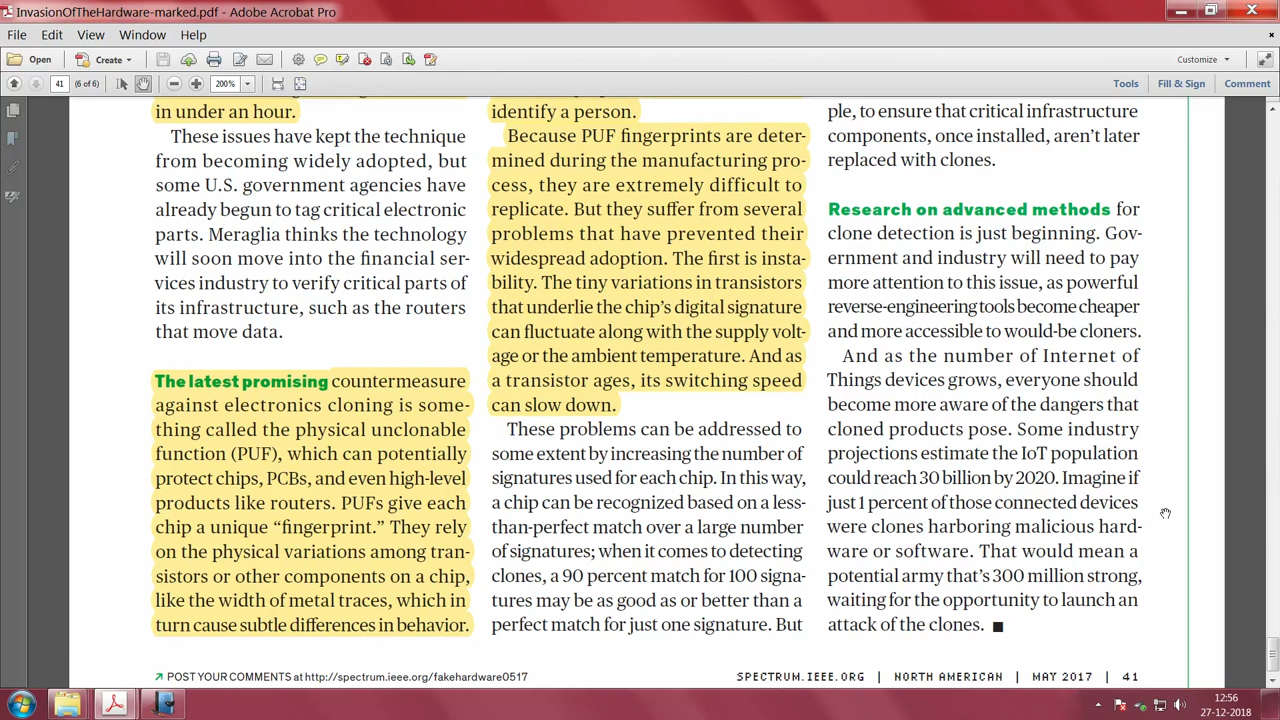 InvasionOfTheHardware-marked.pdf - Adobe Acrobat Pro
File Edit View Window Help
Open Create Customize
41 (6 of 6) 200% Tools Fill & Sign Comment
in under an hour.
These issues have kept the technique
from becoming widely adopted, but
some U.S. government agencies have
already begun to tag critical electronic
parts. Meraglia thinks the technology
will soon move into the financial ser-
vices industry to verify critical parts of
its infrastructure, such as the routers
that move data.
The latest promising countermeasure
against electronics cloning is some-
thing called the physical unclonable
function (PUF), which can potentially
protect chips, PCBs, and even high-level
products like routers. PUFs give each
chip a unique “fingerprint.” They rely
on the physical variations among tran-
sistors or other components on a chip,
like the width of metal traces, which in
turn cause subtle differences in behavior.
identify a person.
Because PUF fingerprints are deter-
mined during the manufacturing pro-
cess, they are extremely difficult to
replicate. But they suffer from several
problems that have prevented their
widespread adoption. The first is insta-
bility. The tiny variations in transistors
that underlie the chip’s digital signature
can fluctuate along with the supply volt-
age or the ambient temperature. And as
a transistor ages, its switching speed
can slow down.
These problems can be addressed to
some extent by increasing the number of
signatures used for each chip. In this way,
a chip can be recognized based on a less-
than-perfect match over a large number
of signatures; when it comes to detecting
clones, a 90 percent match for 100 signa-
tures may be as good as or better than a
perfect match for just one signature. But
ple, to ensure that critical infrastructure
components, once installed, aren’t later
replaced with clones.
Research on advanced methods for
clone detection is just beginning. Gov-
ernment and industry will need to pay
more attention to this issue, as powerful
reverse-engineering tools become cheaper
and more accessible to would-be cloners.
And as the number of Internet of
Things devices grows, everyone should
become more aware of the dangers that
cloned products pose. Some industry
projections estimate the IoT population
could reach 30 billion by 2020. Imagine if
just 1 percent of those connected devices
were clones harboring malicious hard-
ware or software. That would mean a
potential army that’s 300 million strong,
waiting for the opportunity to launch an
attack of the clones.
POST YOUR COMMENTS at http://spectrum.ieee.org/fakehardware0517
SPECTRUM.IEEE.ORG | NORTH AMERICAN | MAY 2017 | 41
12:56
27-12-2018